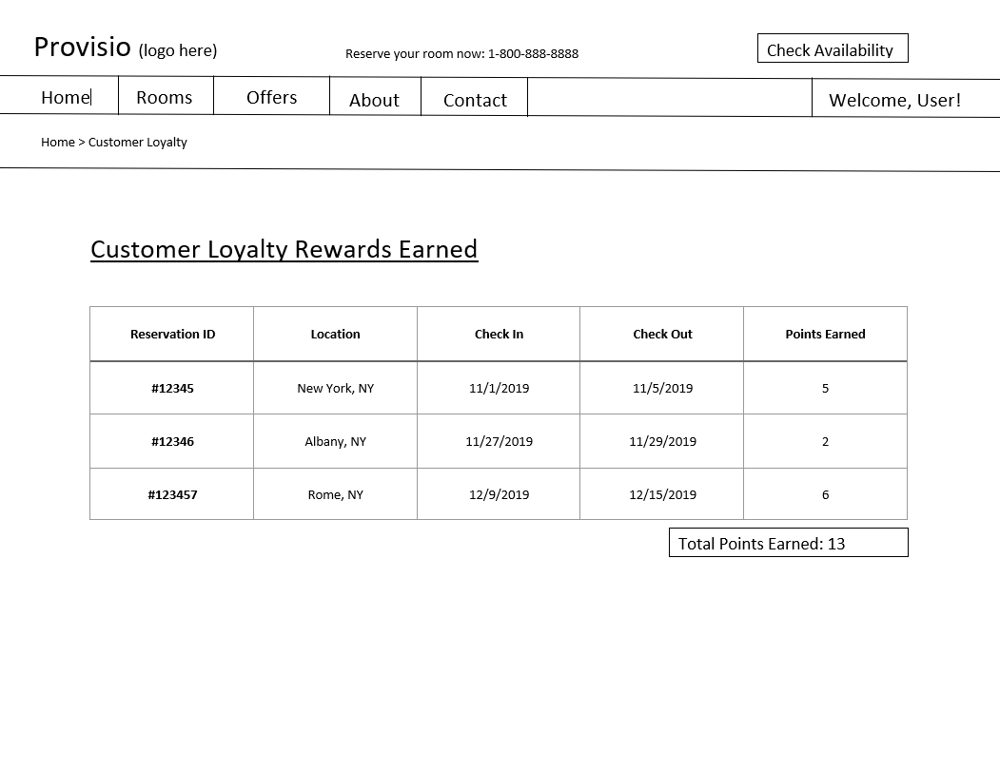 Provisio (logo here) Reserve your room now: 1-800-888-8888 Check Availability
Home Rooms Offers About Contact Welcome, User!
Home > Customer Loyalty
Customer Loyalty Rewards Earned
Reservation ID Location Check In Check Out Points Earned
#12345 New York, NY 11/1/2019 11/5/2019 5
#12346 Albany, NY 11/27/2019 11/29/2019 2
#123457 Rome, NY 12/9/2019 12/15/2019 6
Total Points Earned: 13